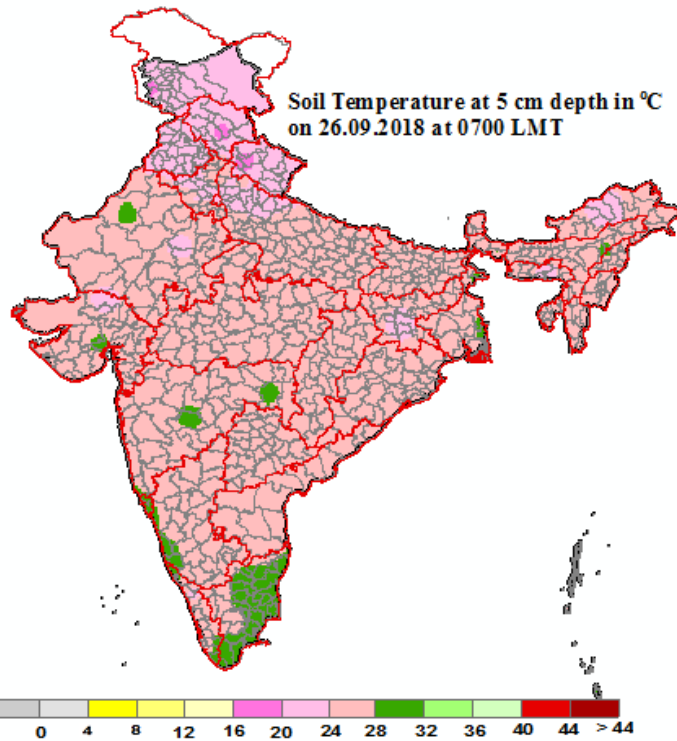 Soil Temperature at 5 cm depth in °C
on 26.09.2018 at 0700 LMT
0 4 8 12 16 20 24 28 32 36 40 44 > 44